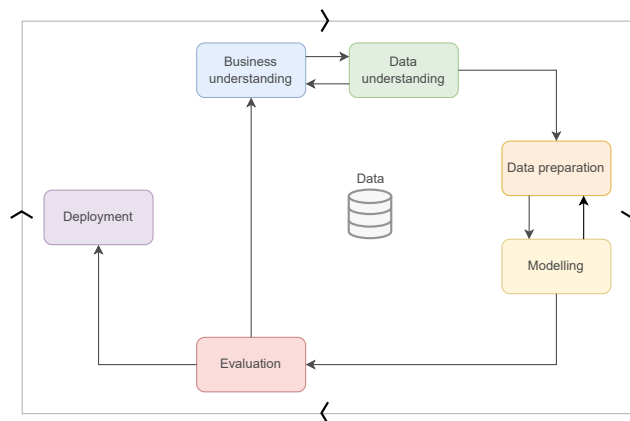 Business
understanding
Data
understanding
Data preparation
Data
Deployment
Modelling
Evaluation